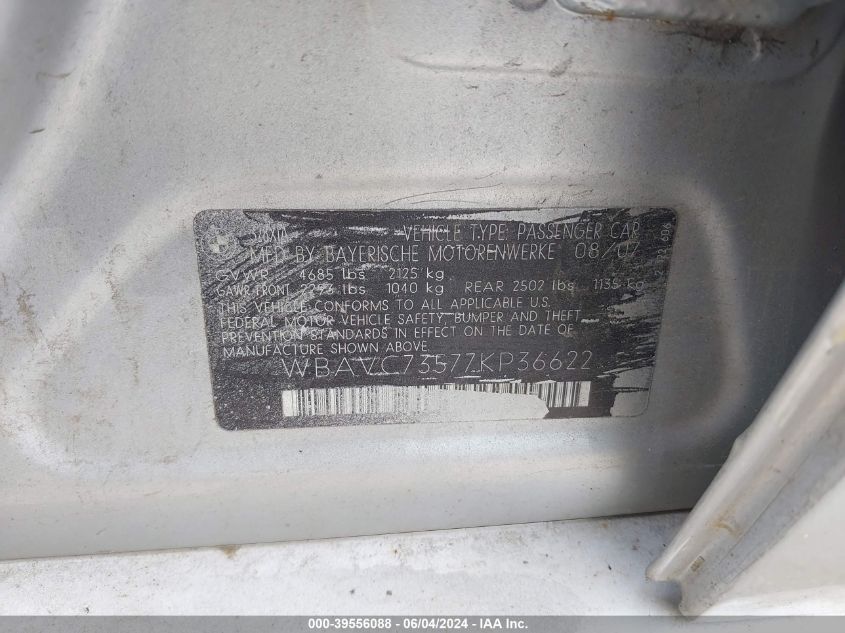 VEHICLE TYPE: PASSENGER CAR
MFD BY BAYERISCHE MOTORENWERKE 08/07
GVWR 4685 lbs 2125 kg
GAWR FRONT 2293 lbs 1040 kg REAR 2502 lbs 1135 kg
THIS VEHICLE CONFORMS TO ALL APPLICABLE U.S.
FEDERAL MOTOR VEHICLE SAFETY, BUMPER AND THEFT
PREVENTION STANDARDS IN EFFECT ON THE DATE OF
MANUFACTURE SHOWN ABOVE.
WBAVC73577KP36622
000-39556088 - 06/04/2024 - IAA Inc.